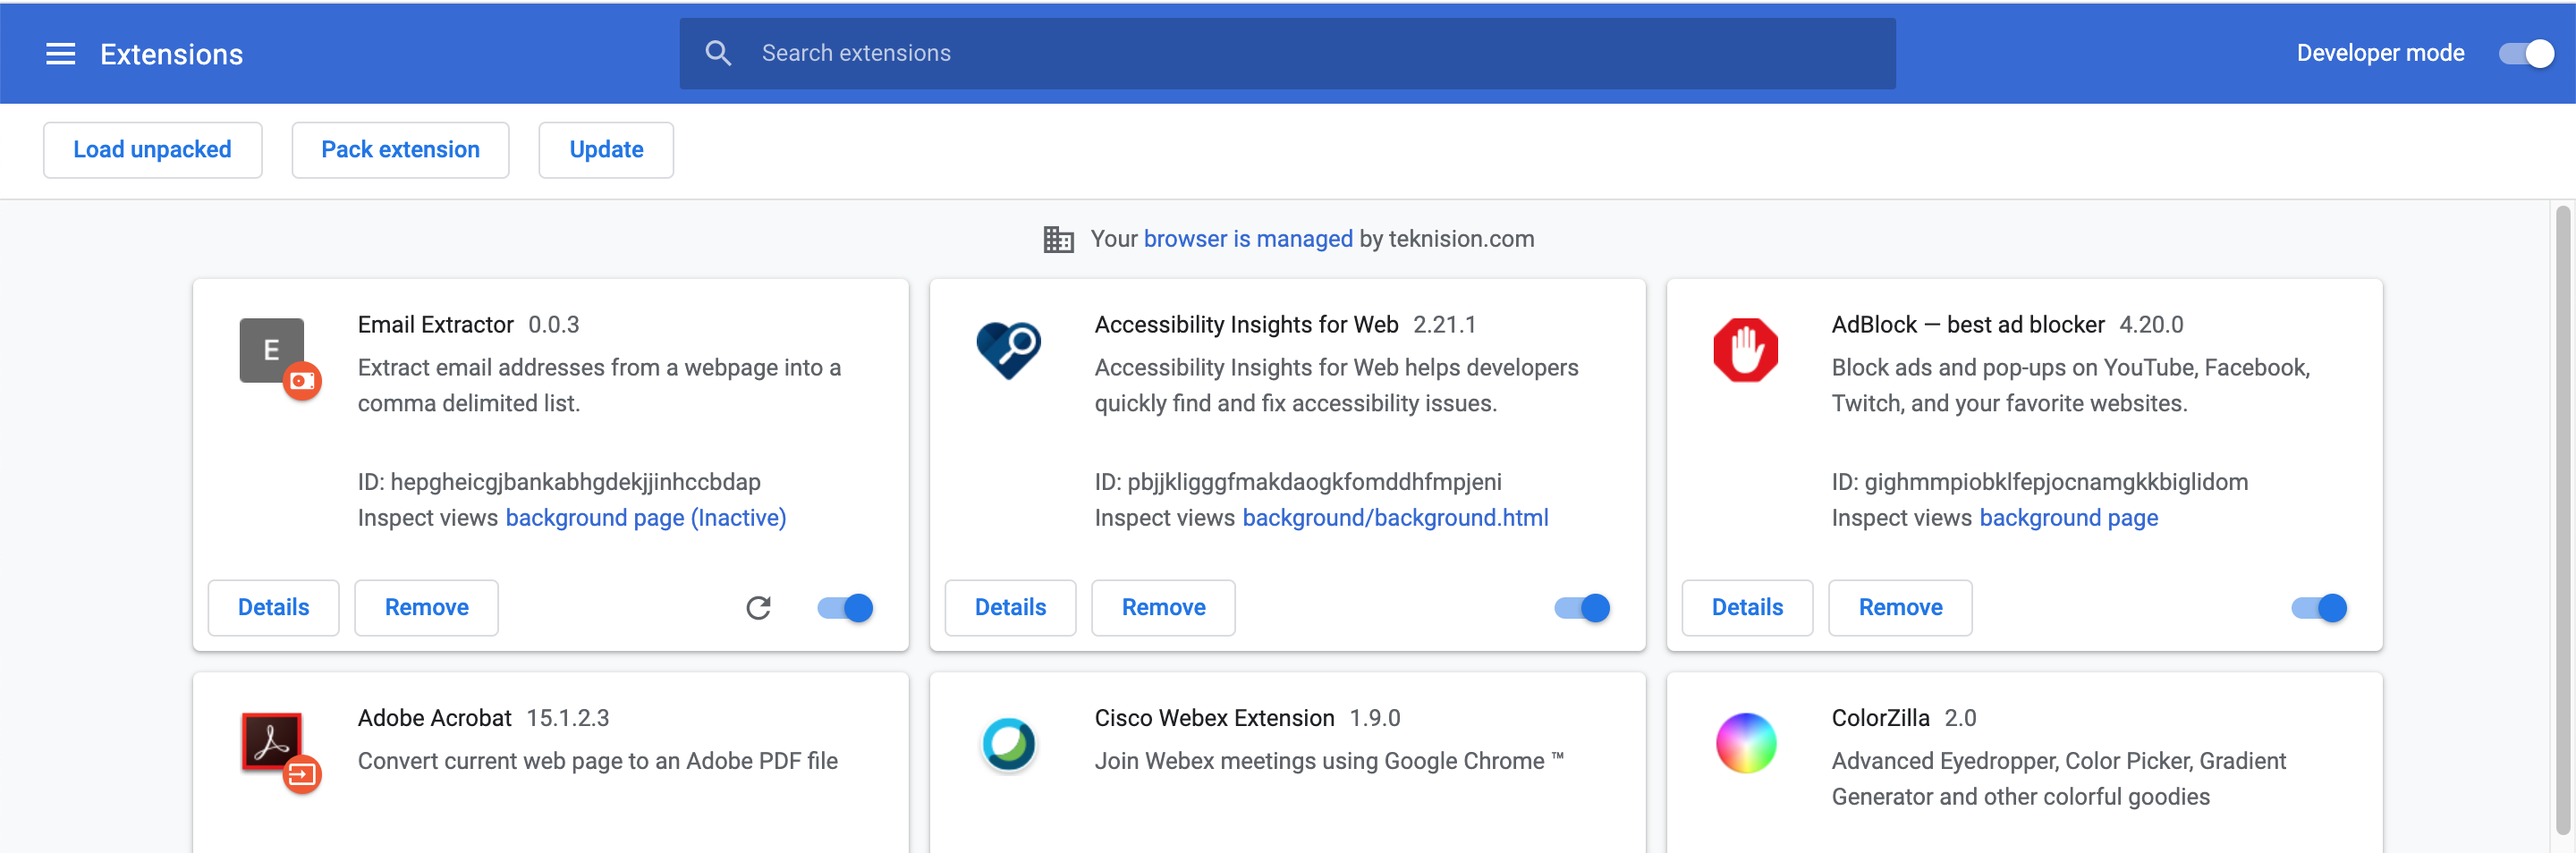 Extensions
Search extensions
Developer mode
Load unpacked
Pack extension
Update
Your browser is managed by teknision.com
E
Email Extractor 0.0.3
Extract email addresses from a webpage into a
comma delimited list.
ID: hepgheicgjbankabhgdekjjinhccbdap
Inspect views background page (Inactive)
Details
Remove
Accessibility Insights for Web 2.21.1
Accessibility Insights for Web helps developers
quickly find and fix accessibility issues.
ID: pbjjkligggfmakdaogkfomddhfmpjeni
Inspect views background/background.html
Details
Remove
AdBlock — best ad blocker 4.20.0
Block ads and pop-ups on YouTube, Facebook,
Twitch, and your favorite websites.
ID: gighmmpiobklfepjocnamgkkbiglidom
Inspect views background page
Details
Remove
Adobe Acrobat 15.1.2.3
Convert current web page to an Adobe PDF file
Cisco Webex Extension 1.9.0
Join Webex meetings using Google Chrome ™
ColorZilla 2.0
Advanced Eyedropper, Color Picker, Gradient
Generator and other colorful goodies